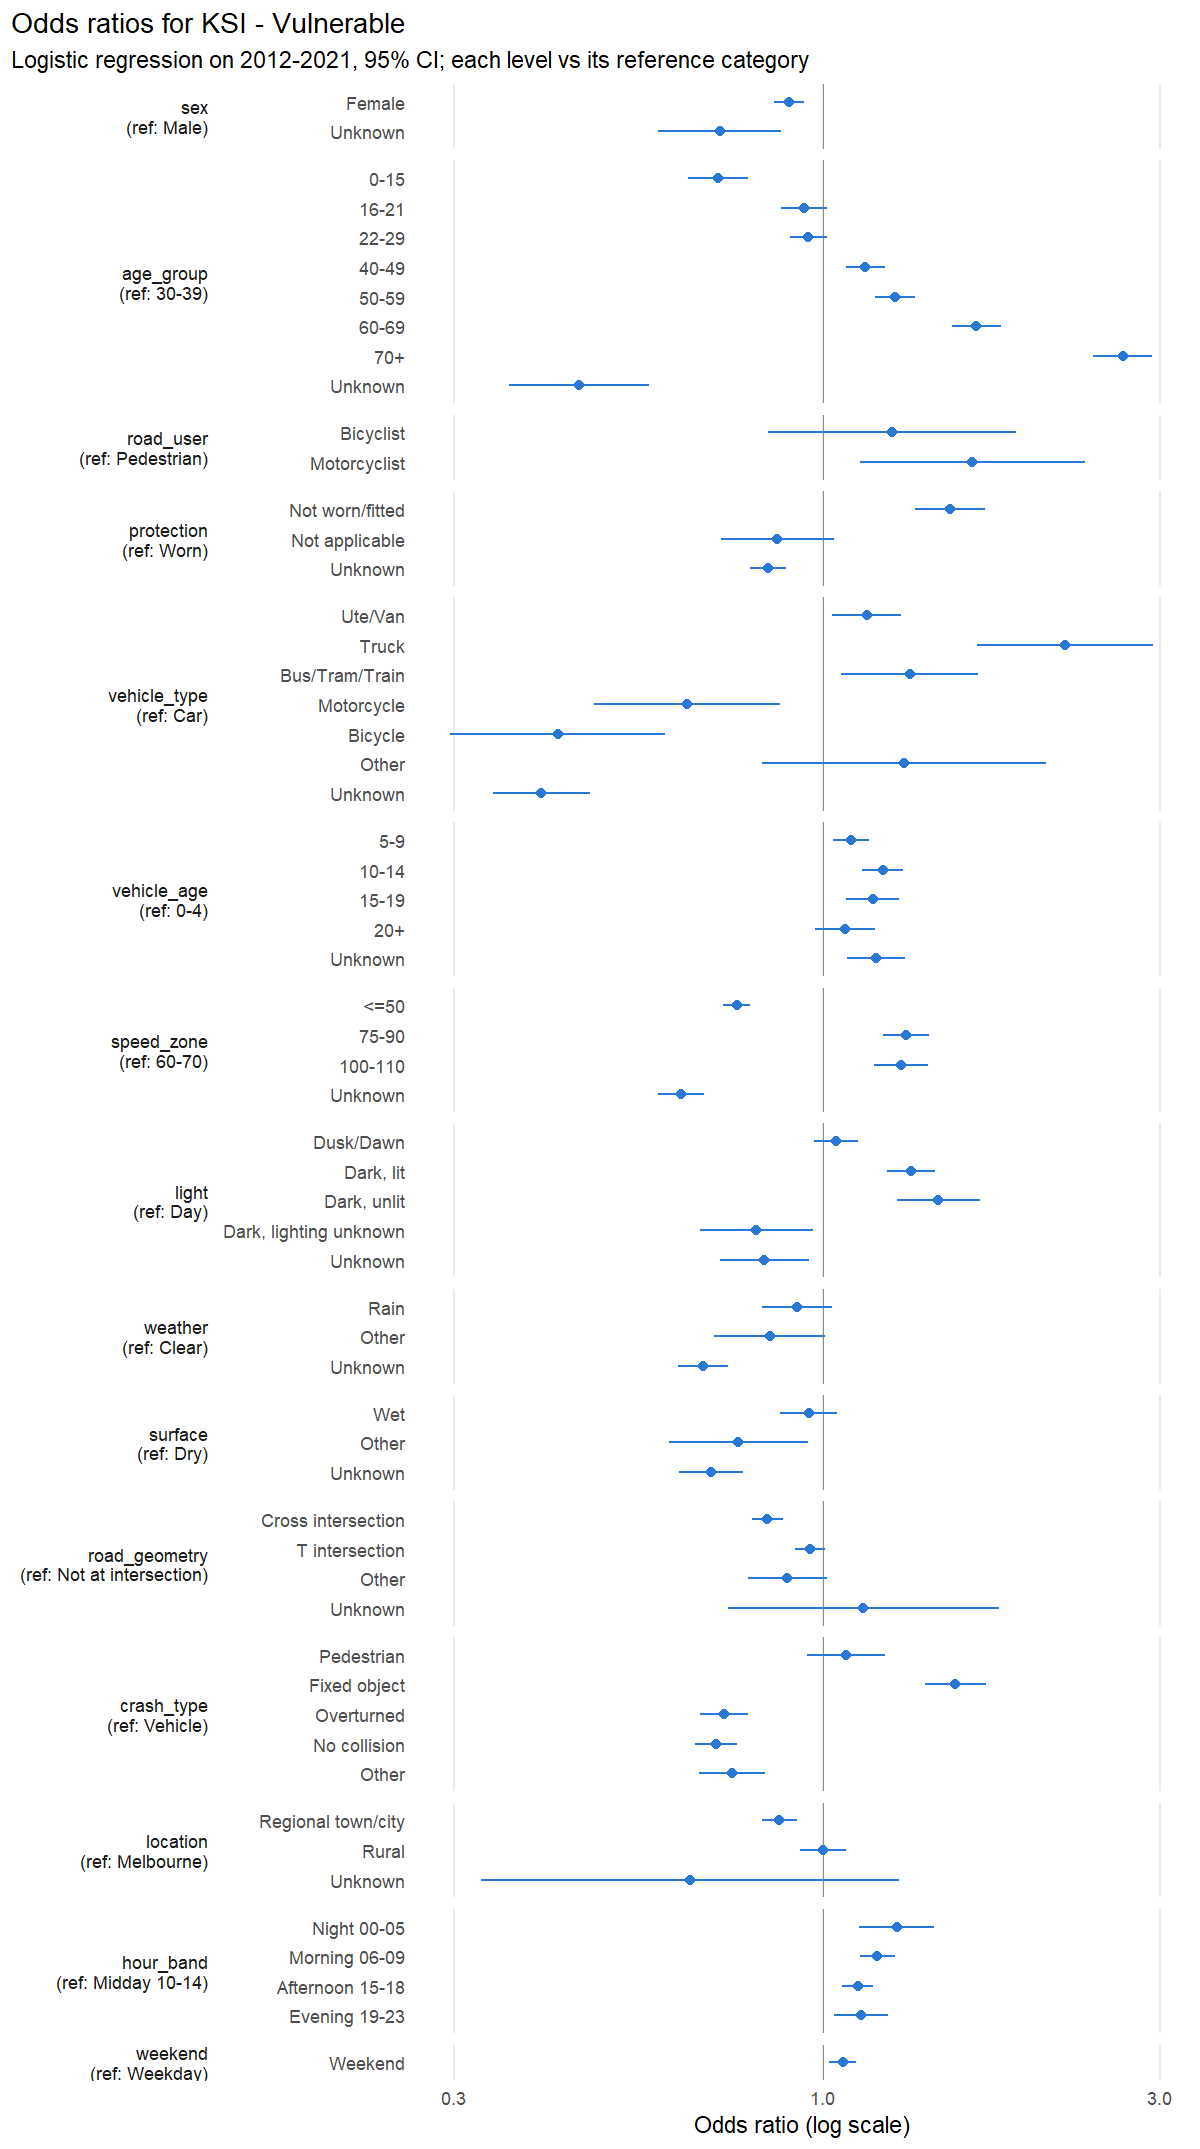 Odds ratios for KSI - Vulnerable
Logistic regression on 2012-2021, 95% CI; each level vs its reference category
sex
(ref: Male)
Female
Unknown
age_group
(ref: 30-39)
0-15
16-21
22-29
40-49
50-59
60-69
70+
Unknown
road_user
(ref: Pedestrian)
Bicyclist
Motorcyclist
protection
(ref: Worn)
Not worn/fitted
Not applicable
Unknown
vehicle_type
(ref: Car)
Ute/Van
Truck
Bus/Tram/Train
Motorcycle
Bicycle
Other
Unknown
vehicle_age
(ref: 0-4)
5-9
10-14
15-19
20+
Unknown
speed_zone
(ref: 60-70)
<=50
75-90
100-110
Unknown
light
(ref: Day)
Dusk/Dawn
Dark, lit
Dark, unlit
Dark, lighting unknown
Unknown
weather
(ref: Clear)
Rain
Other
Unknown
surface
(ref: Dry)
Wet
Other
Unknown
road_geometry
(ref: Not at intersection)
Cross intersection
T intersection
Other
Unknown
crash_type
(ref: Vehicle)
Pedestrian
Fixed object
Overturned
No collision
Other
location
(ref: Melbourne)
Regional town/city
Rural
Unknown
hour_band
(ref: Midday 10-14)
Night 00-05
Morning 06-09
Afternoon 15-18
Evening 19-23
weekend
(ref: Weekday)
Weekend
0.3
1.0
3.0
Odds ratio (log scale)